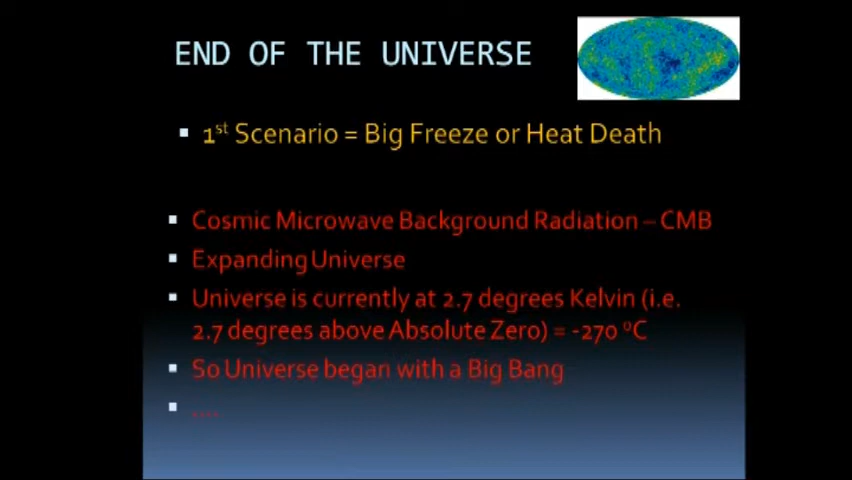 END OF THE UNIVERSE
1st Scenario = Big Freeze or Heat Death
Cosmic Microwave Background Radiation – CMB
Expanding Universe
Universe is currently at 2.7 degrees Kelvin (i.e.
2.7 degrees above Absolute Zero) = -270 ⁰C
So Universe began with a Big Bang
....